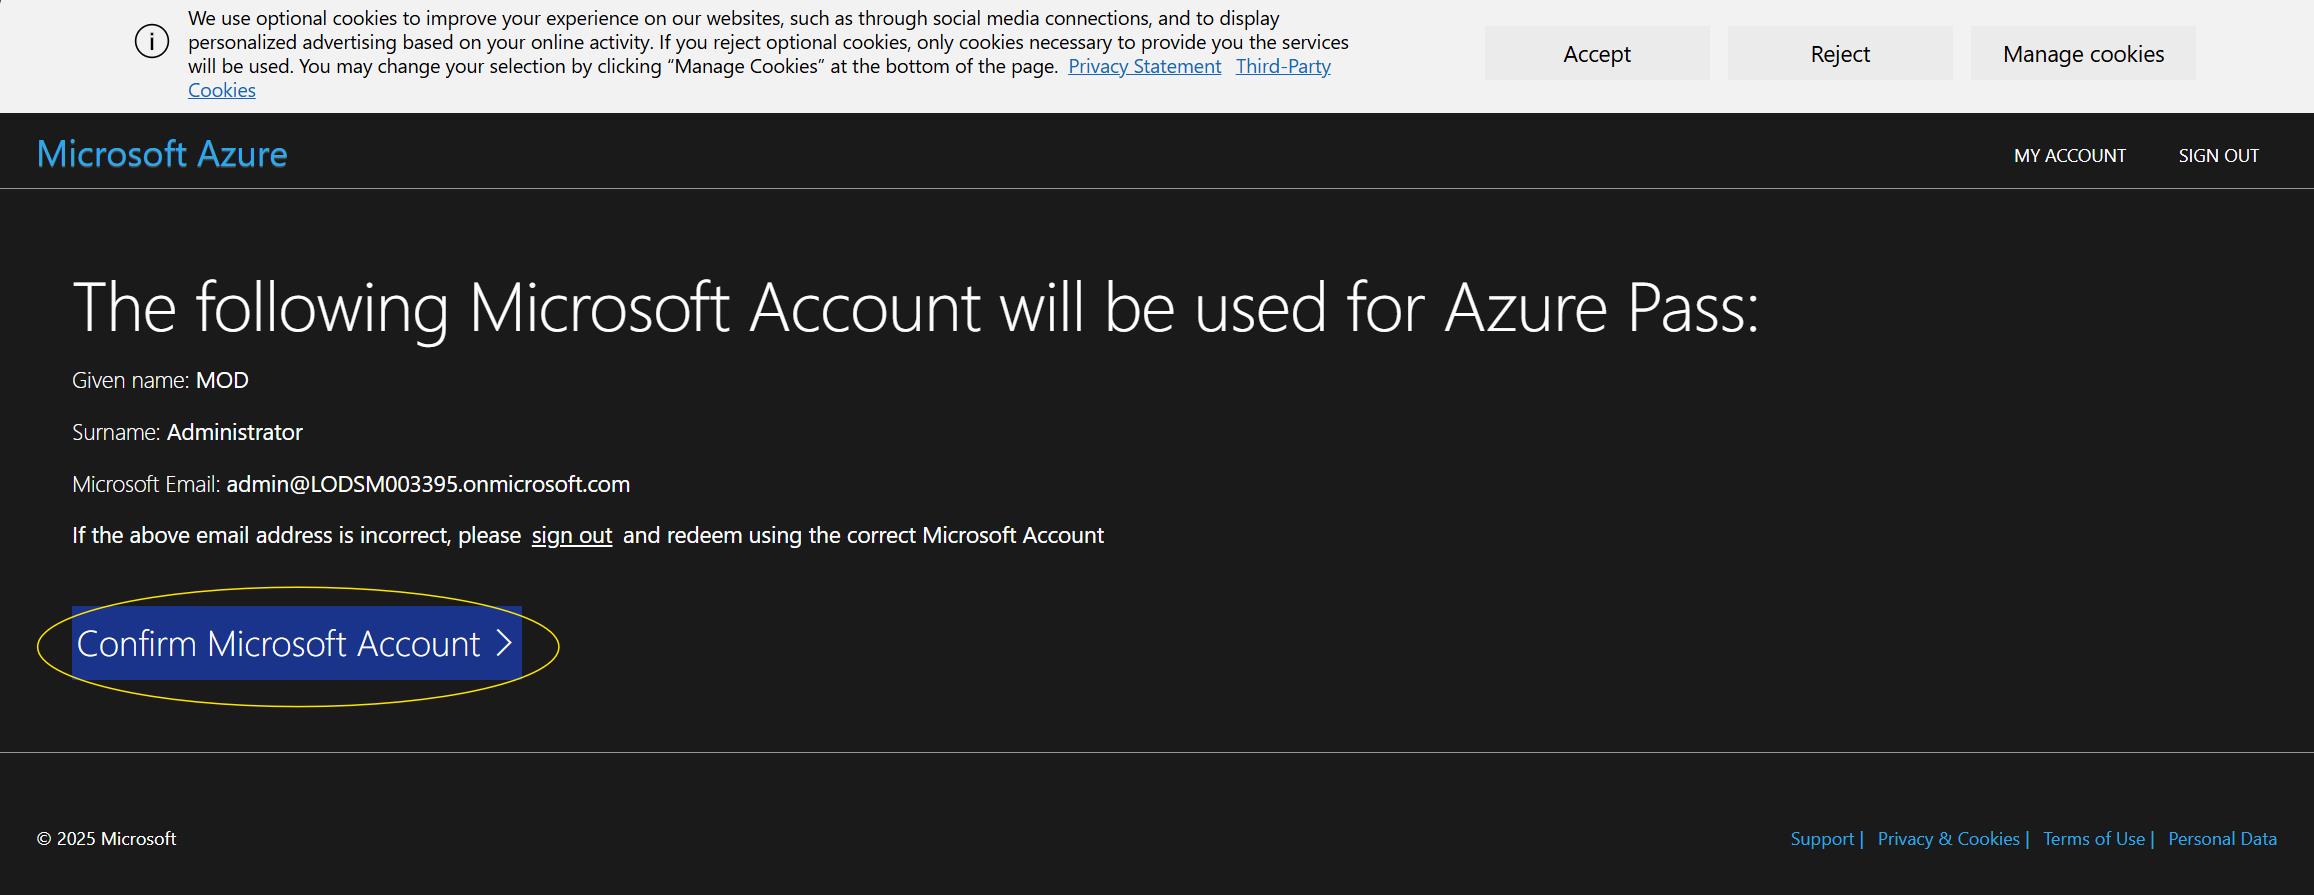 We use optional cookies to improve your experience on our websites, such as through social media connections, and to display
personalized advertising based on your online activity. If you reject optional cookies, only cookies necessary to provide you the services
will be used. You may change your selection by clicking “Manage Cookies” at the bottom of the page. Privacy Statement Third-Party
Cookies
Accept
Reject
Manage cookies
Microsoft Azure
MY ACCOUNT
SIGN OUT
The following Microsoft Account will be used for Azure Pass:
Given name: MOD
Surname: Administrator
Microsoft Email: admin@LODSM003395.onmicrosoft.com
If the above email address is incorrect, please sign out and redeem using the correct Microsoft Account
Confirm Microsoft Account >
© 2025 Microsoft
Support | Privacy & Cookies | Terms of Use | Personal Data